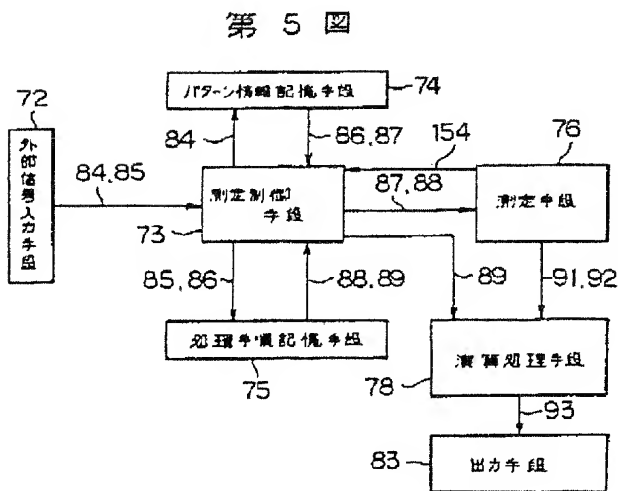 第 5 図
72
パターン情報記憶手段
74
外部信号入力手段
84
86,87
154
76
84,85
測定制御
手段
73
87,88
測定手段
85,86
88,89
89
91,92
処理手順記憶手段
75
演算処理手段
78
93
83
出力手段